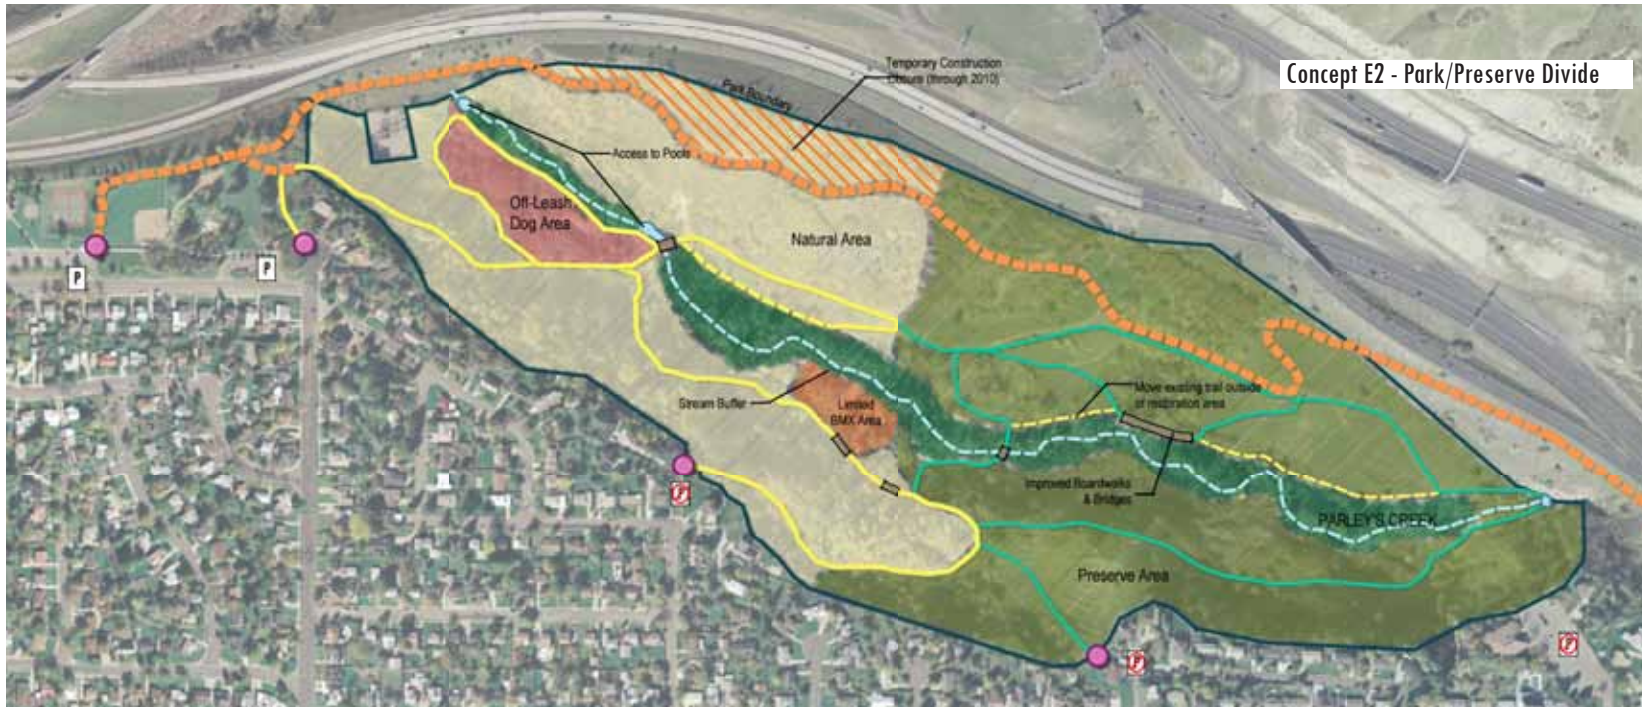 Temporary Construction
Closure (through 2010)
Concept E2 - Park/Preserve Divide
Park Boundary
Access to Pools
Off-Leash
Dog Area
Natural Area
P
P
Stream Buffer
Limited
BMX Area
Move existing trail outside
of restoration area
Improved Boardwalks
& Bridges
PARLEY'S CREEK
Preserve Area
P
P
P